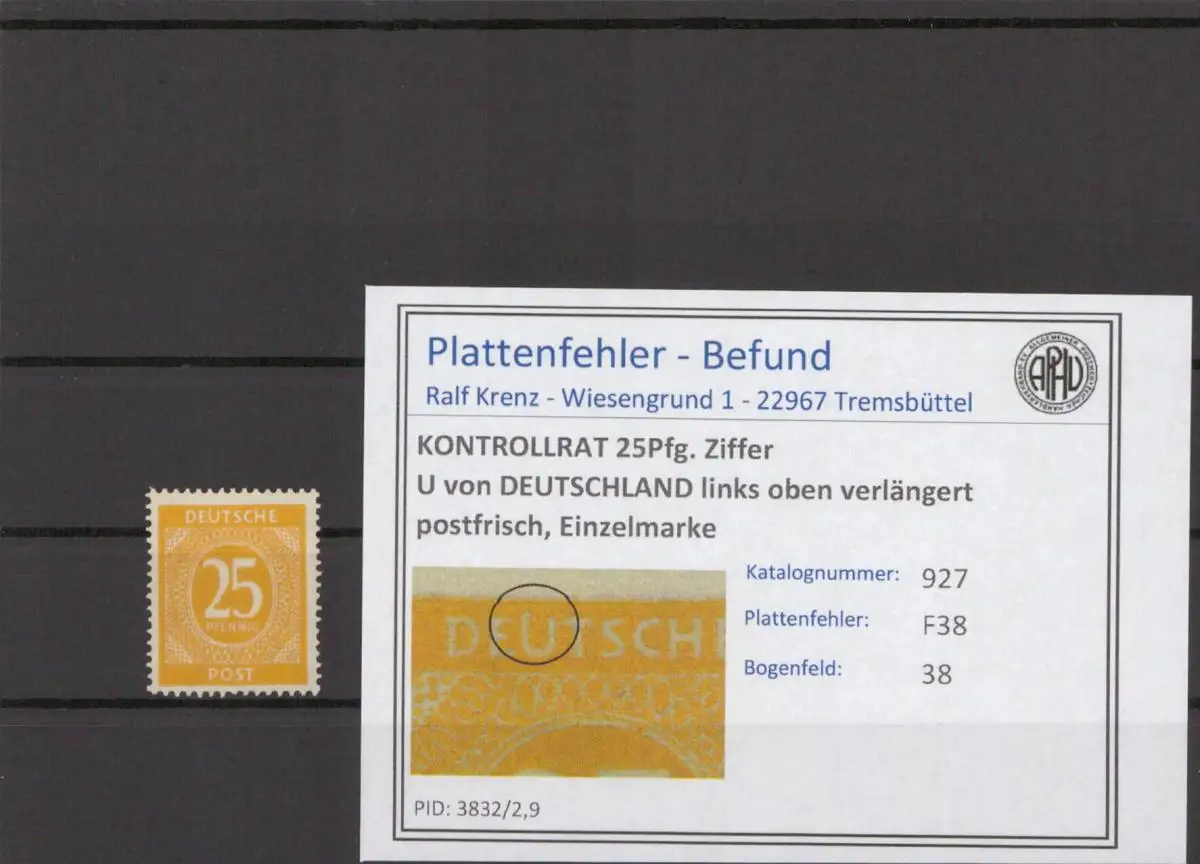 DEUTSCHE
25
PFENNIG
POST
Plattenfehler - Befund
Ralf Krenz - Wiesengrund 1 - 22967 Tremsbüttel
APHV
KONTROLLRAT 25Pfg. Ziffer
U von DEUTSCHLAND links oben verlängert
postfrisch, Einzelmarke
DEUTSCH
Katalognummer: 927
Plattenfehler: F38
Bogenfeld: 38
PID: 3832/2,9